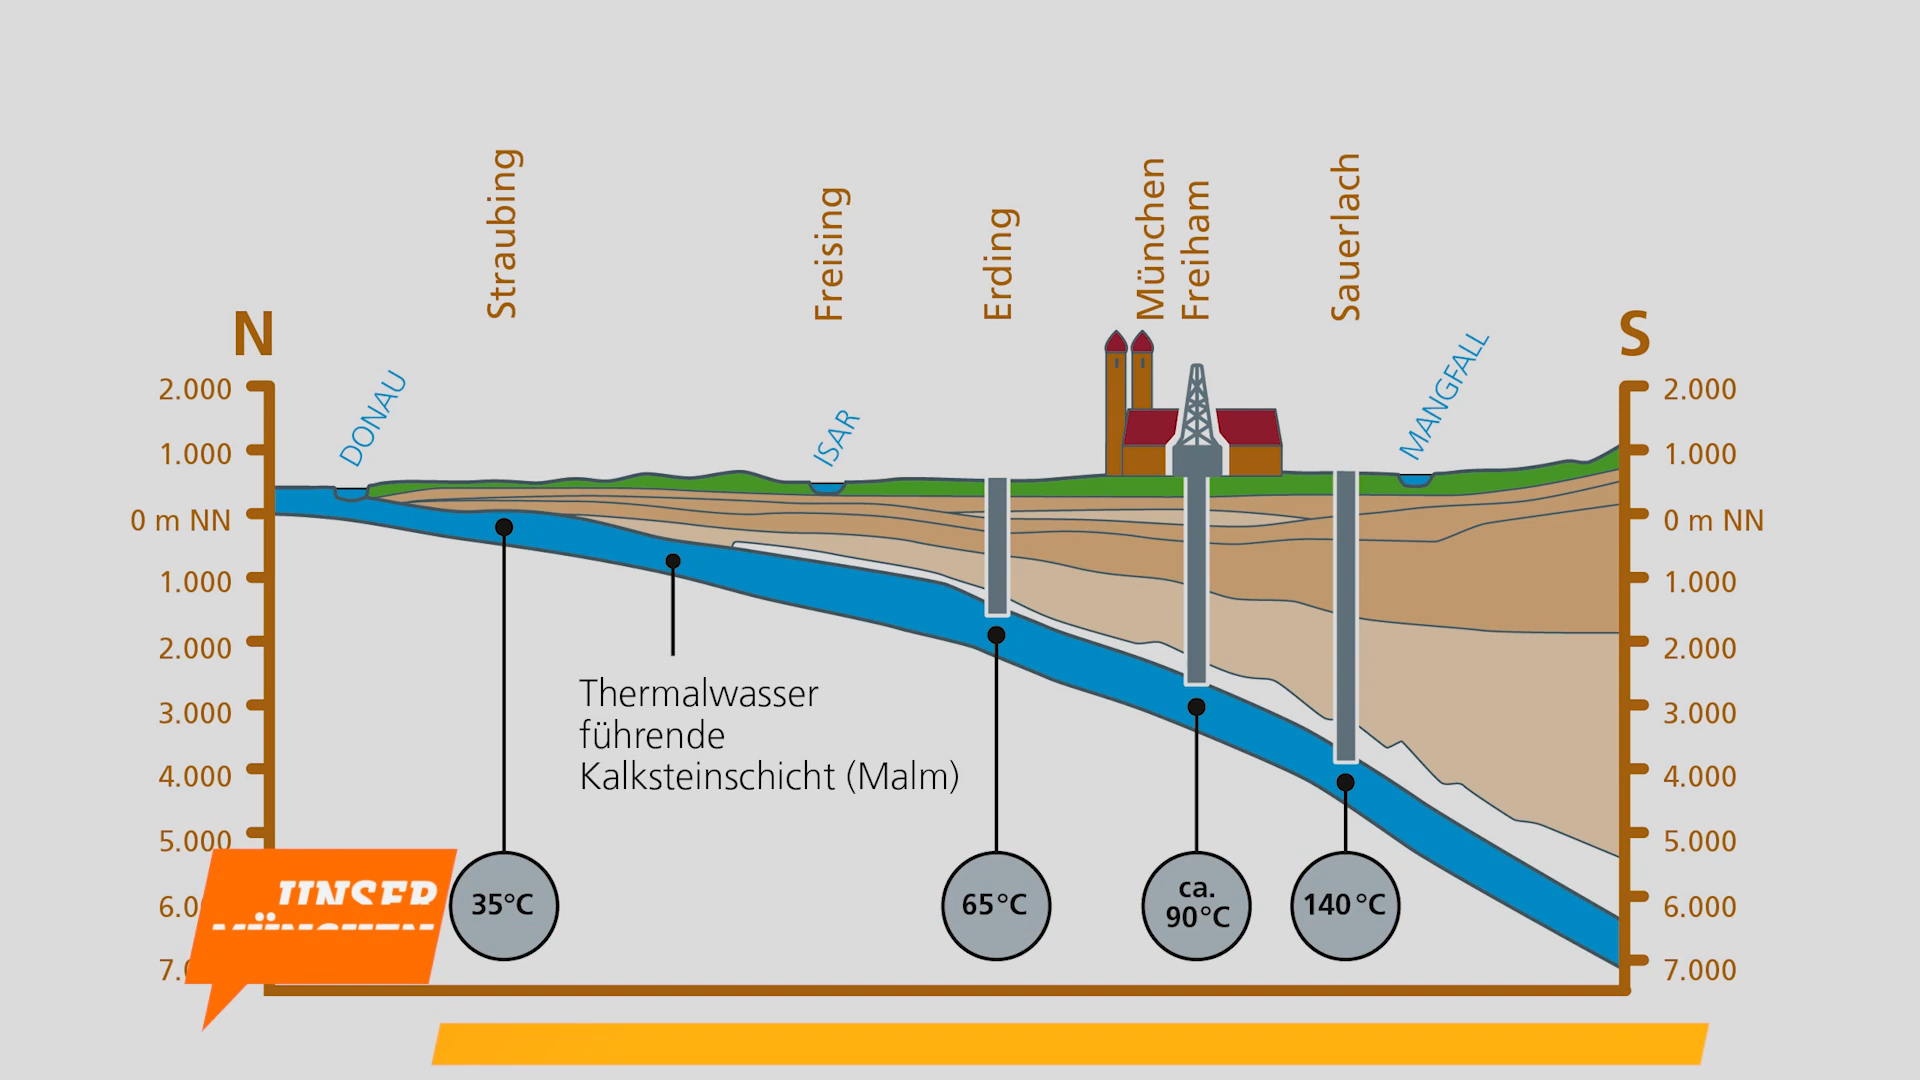 Straubing
Freising
Erding
München
Freiham
Sauerlach
N
S
DONAU
ISAR
MANGFALL
2.000
1.000
0 m NN
1.000
2.000
3.000
4.000
5.000
2.000
1.000
0 m NN
1.000
2.000
3.000
4.000
5.000
6.000
7.000
Thermalwasser
führende
Kalksteinschicht (Malm)
35°C
65°C
ca.
90°C
140°C
UNSER
MÜNCHEN